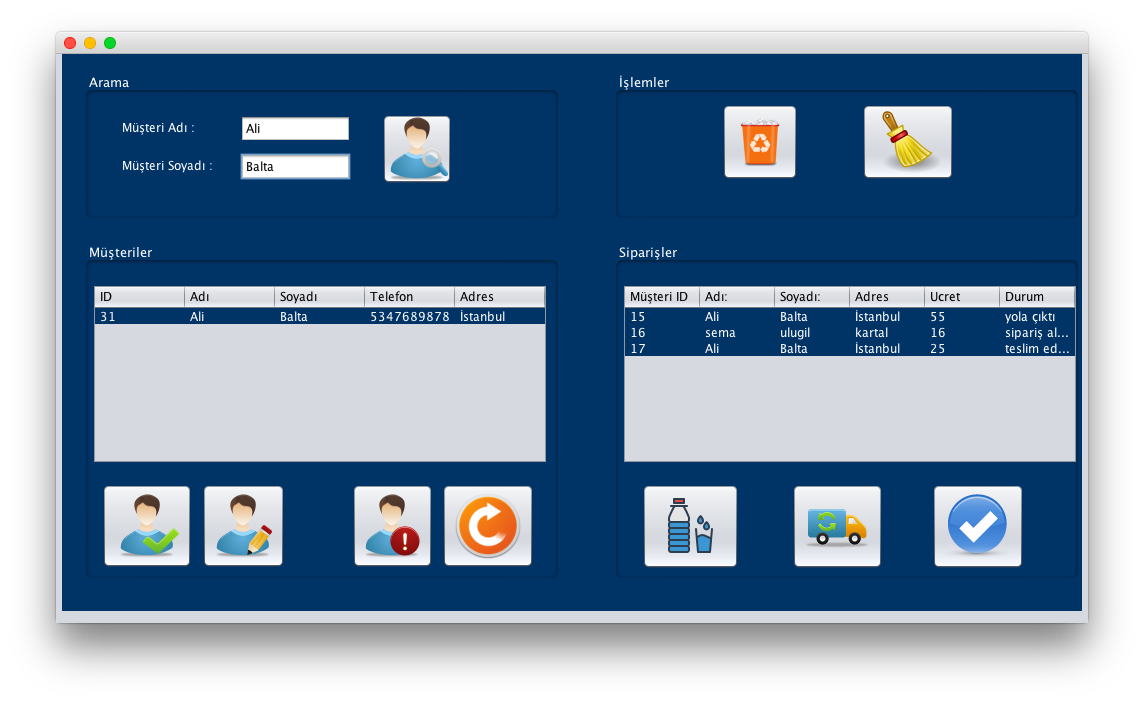 Arama
Müşteri Adı : Ali
Müşteri Soyadı : Balta
İşlemler
Müşteriler
ID Adı Soyadı Telefon Adres
31 Ali Balta 5347689878 İstanbul
Siparişler
Müşteri ID Adı: Soyadı: Adres Ucret Durum
15 Ali Balta İstanbul 55 yola çıktı
16 sema ulugil kartal 16 sipariş al...
17 Ali Balta İstanbul 25 teslim ed...